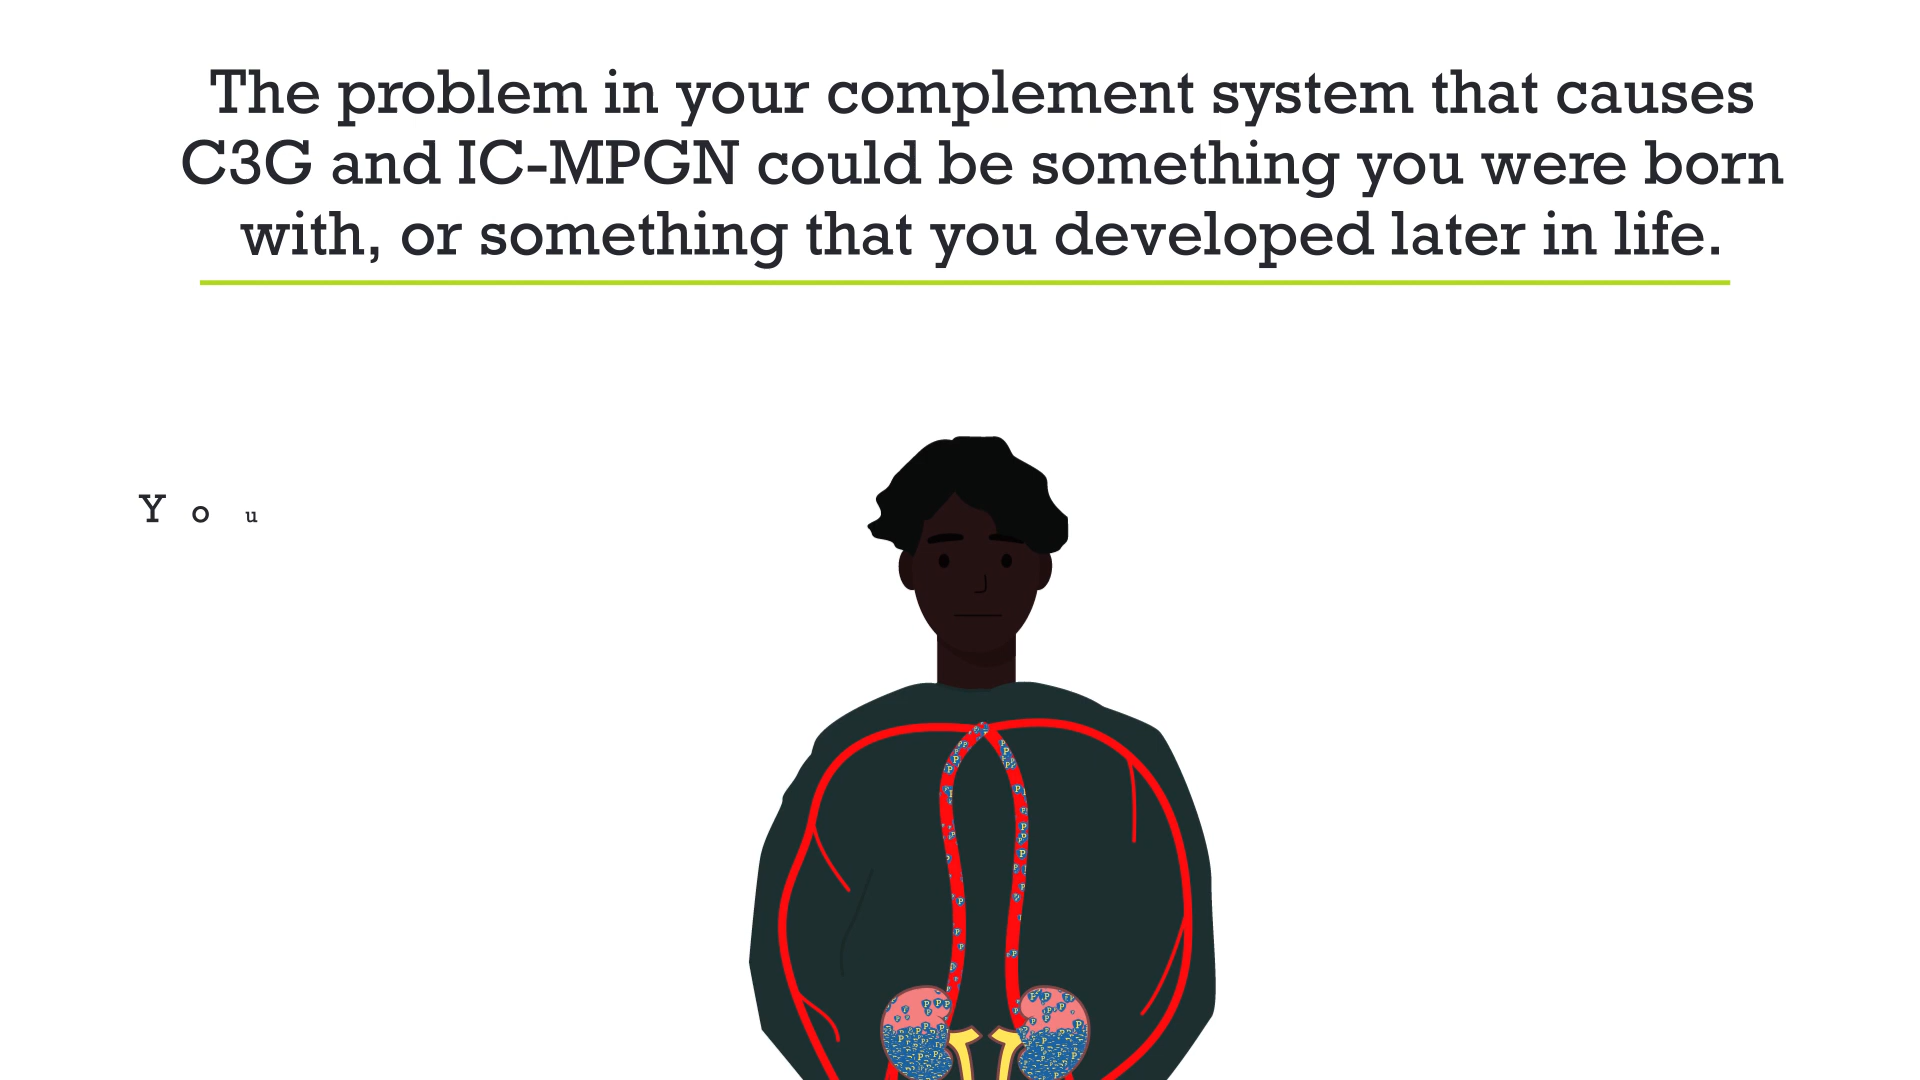 The problem in your complement system that causes
C3G and IC-MPGN could be something you were born
with, or something that you developed later in life.
You